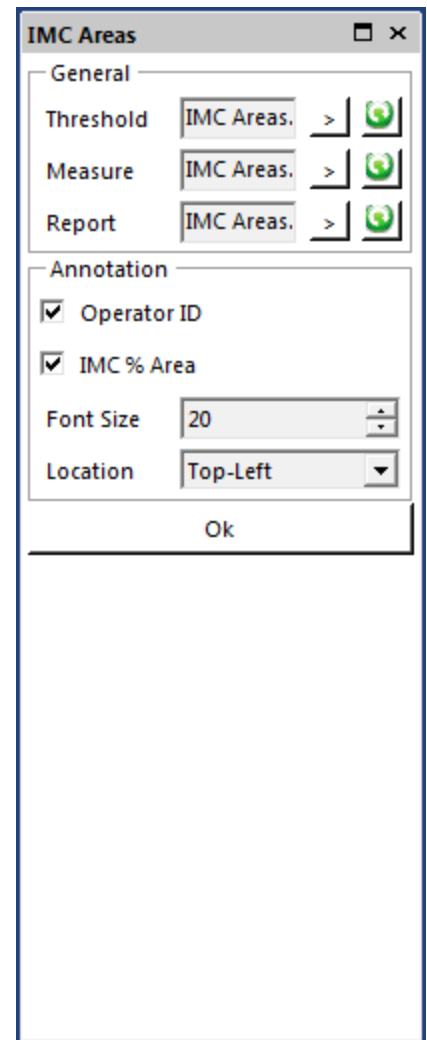 IMC Areas
General
Threshold IMC Areas. >
Measure IMC Areas. >
Report IMC Areas. >
Annotation
Operator ID
IMC % Area
Font Size 20
Location Top-Left
Ok